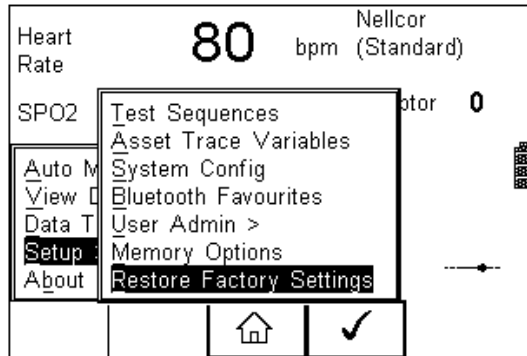 Heart
Rate
80
bpm
Nellcor
(Standard)
SPO2
0
Test Sequences
Asset Trace Variables
System Config
Bluetooth Favourites
User Admin >
Memory Options
Restore Factory Settings
Auto
View
Data
Setup
About